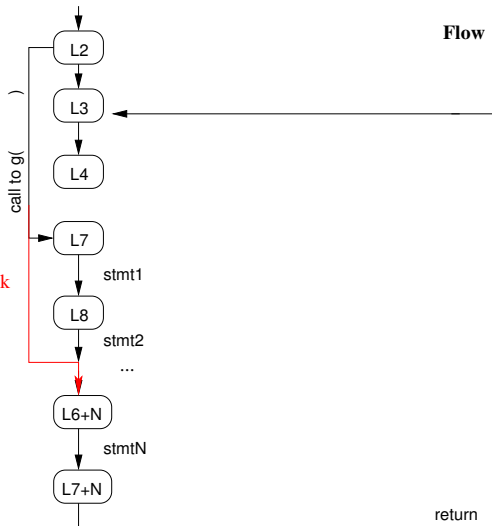 Flow
L2
call to g( )
L3
L4
L7
k
stmt1
L8
stmt2
...
L6+N
stmtN
L7+N
return